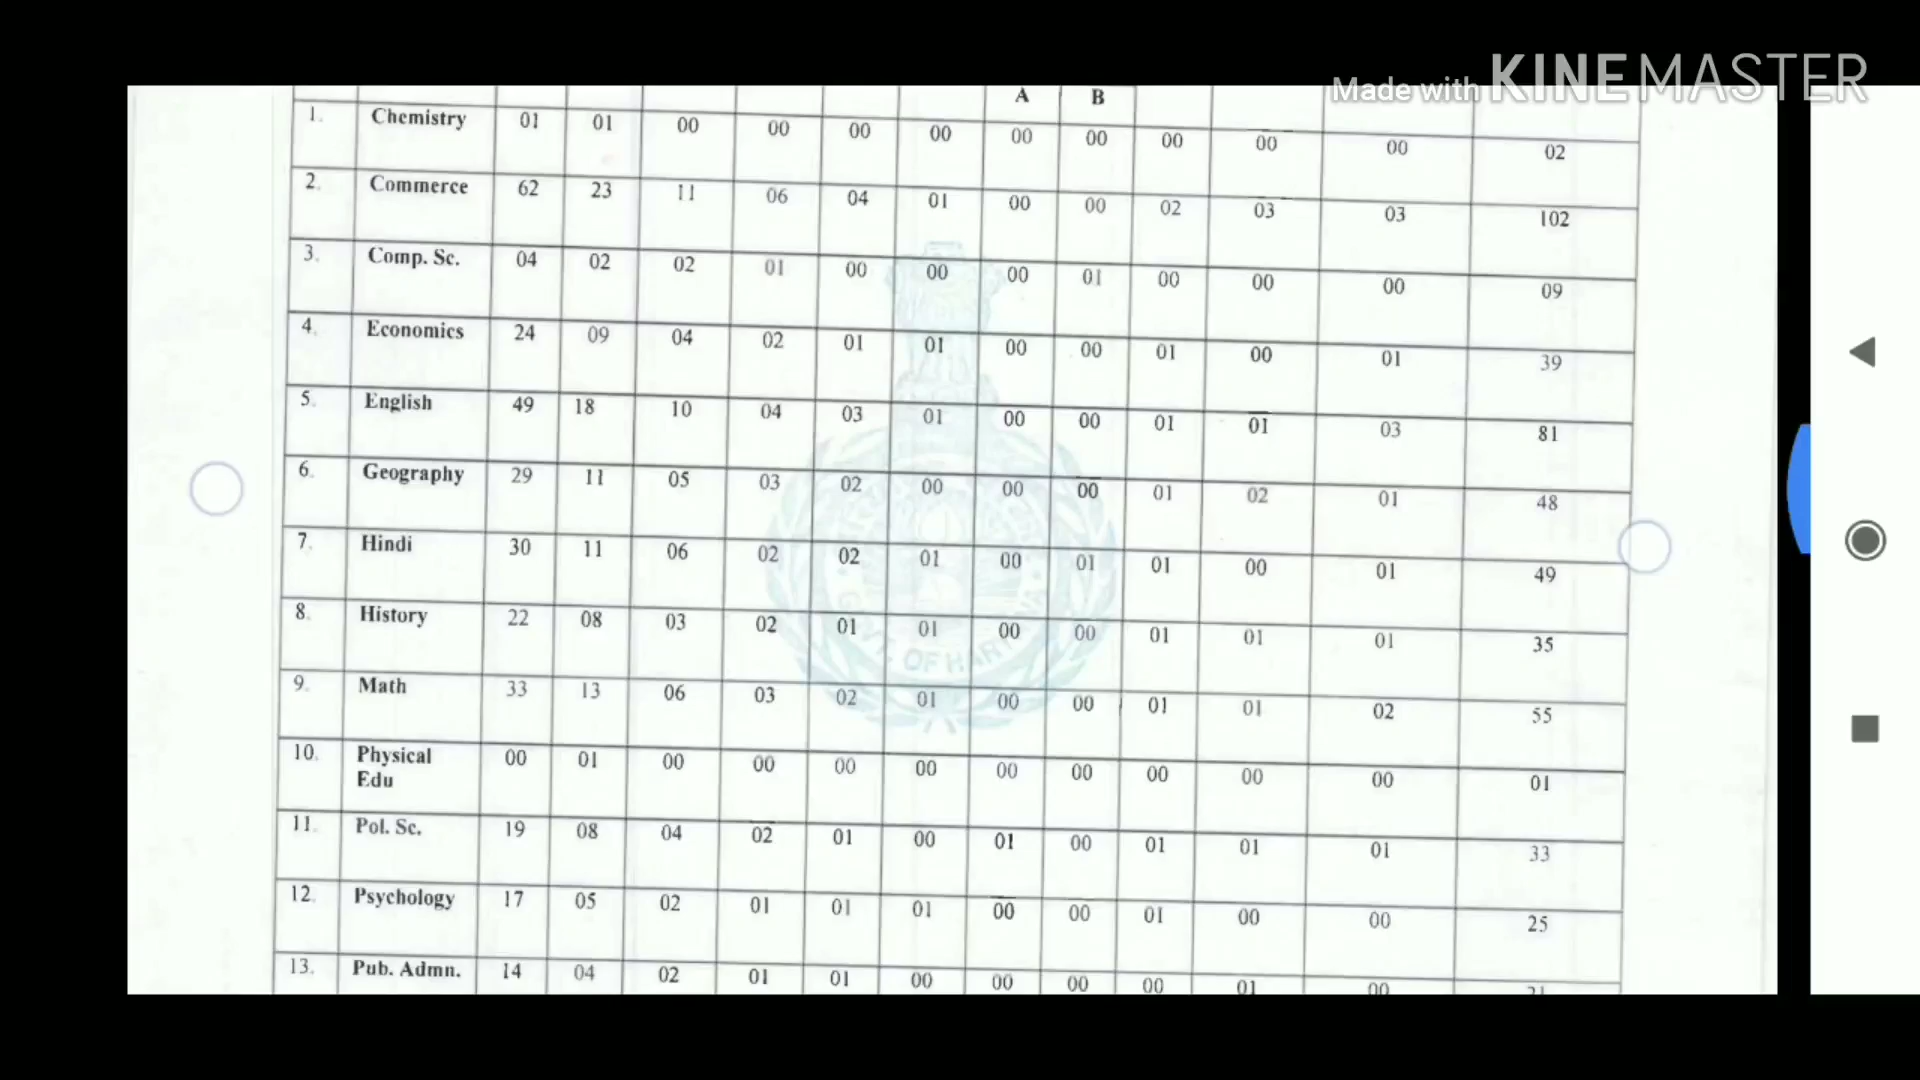 Made with KINEMASTER
A B
1. Chemistry 01 01 00 00 00 00 00 00 00 00 00 02
2. Commerce 62 23 11 06 04 01 00 00 02 03 03 102
3. Comp. Sc. 04 02 02 01 00 00 00 01 00 00 00 09
4. Economics 24 09 04 02 01 01 00 00 01 00 01 39
5. English 49 18 10 04 03 01 00 00 01 01 03 81
6. Geography 29 11 05 03 02 00 00 00 01 02 01 48
7. Hindi 30 11 06 02 02 01 00 01 01 00 01 49
8. History 22 08 03 02 01 01 00 00 01 01 01 35
GOVT. OF HARYANA
9. Math 33 13 06 03 02 01 00 00 01 01 02 55
10. Physical Edu 00 01 00 00 00 00 00 00 00 00 00 01
11. Pol. Sc. 19 08 04 02 01 00 01 00 01 01 01 33
12. Psychology 17 05 02 01 01 01 00 00 01 00 00 25
13. Pub. Admn. 14 04 02 01 01 00 00 00 00 01 00